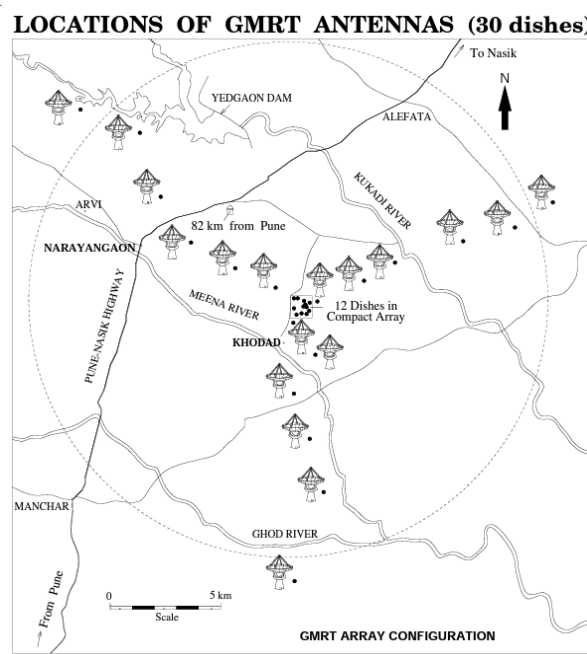 LOCATIONS OF GMRT ANTENNAS (30 dishes)
To Nasik
N
YEDGAON DAM
ALEFATA
KUKADI RIVER
ARVI
82 km from Pune
NARAYANGAON
MEENA RIVER
12 Dishes in
Compact Array
PUNE-NASIK HIGHWAY
KHODAD
MANCHAR
GHOD RIVER
From Pune
0 5 km
Scale
GMRT ARRAY CONFIGURATION